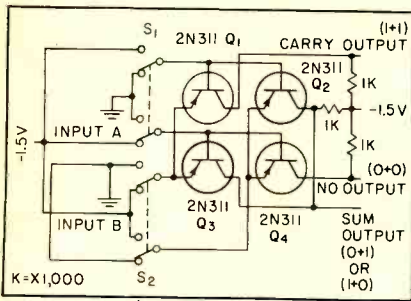 S1
2N311 Q1
(1+1)
CARRY OUTPUT
2N311
Q2
1K
-1.5V
1K
1K
INPUT A
-1.5V
(0+0)
NO OUTPUT
INPUT B
2N311
Q3
2N311
Q4
SUM
OUTPUT
(0+1)
OR
(1+0)
S2
K=X1,000